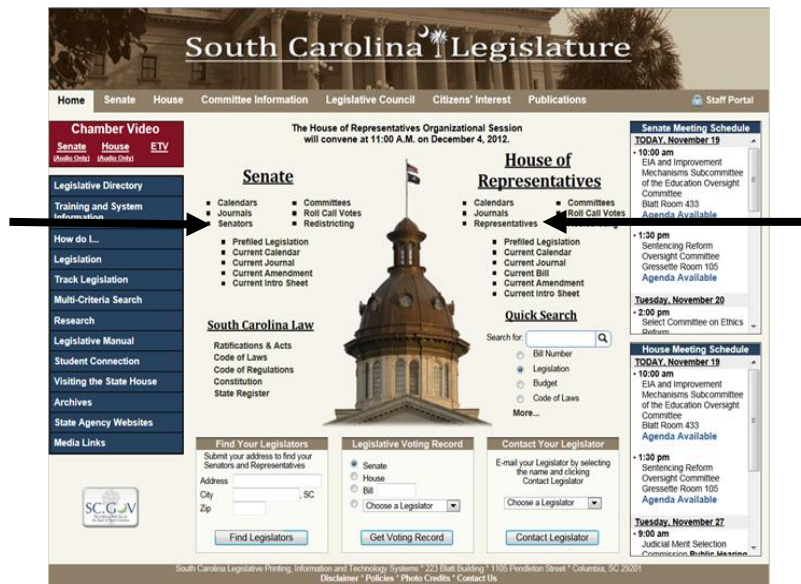 South Carolina Legislature
Home Senate House Committee Information Legislative Council Citizens' Interest Publications Staff Portal
Chamber Video
Senate House ETV
(Audio Only) (Audio Only)
Legislative Directory
Training and System
Information
How do I...
Legislation
Track Legislation
Multi-Criteria Search
Research
Legislative Manual
Student Connection
Visiting the State House
Archives
State Agency Websites
Media Links
SC.GOV
The House of Representatives Organizational Session
will convene at 11:00 A.M. on December 4, 2012.
Senate
Calendars
Journals
Senators
Committees
Roll Call Votes
Redistricting
Prefiled Legislation
Current Calendar
Current Journal
Current Amendment
Current Intro Sheet
House of
Representatives
Calendars
Journals
Representatives
Committees
Roll Call Votes
Prefiled Legislation
Current Calendar
Current Journal
Current Bill
Current Amendment
Current Intro Sheet
South Carolina Law
Ratifications & Acts
Code of Laws
Code of Regulations
Constitution
State Register
Quick Search
Search for:
Bill Number
Legislation
Budget
Code of Laws
More...
Find Your Legislators
Submit your address to find your
Senators and Representatives
Address
City , SC
Zip
Find Legislators
Legislative Voting Record
Senate
House
Bill
Choose a Legislator
Get Voting Record
Contact Your Legislator
E-mail your Legislator by selecting
the name and clicking
Contact Legislator
Choose a Legislator
Contact Legislator
Senate Meeting Schedule
TODAY, November 19
10:00 am
EIA and Improvement
Mechanisms Subcommittee
of the Education Oversight
Committee
Blatt Room 433
Agenda Available
1:30 pm
Sentencing Reform
Oversight Committee
Gressette Room 105
Agenda Available
Tuesday, November 20
2:00 pm
Select Committee on Ethics
Reform
House Meeting Schedule
TODAY, November 19
10:00 am
EIA and Improvement
Mechanisms Subcommittee
of the Education Oversight
Committee
Blatt Room 433
Agenda Available
1:30 pm
Sentencing Reform
Oversight Committee
Gressette Room 105
Agenda Available
Tuesday, November 27
9:00 am
Judicial Merit Selection
Commission Public Hearing
South Carolina Legislative Printing, Information and Technology Systems * 223 Blatt Building * 1105 Pendleton Street * Columbia, SC 29201
Disclaimer * Policies * Photo Credits * Contact Us